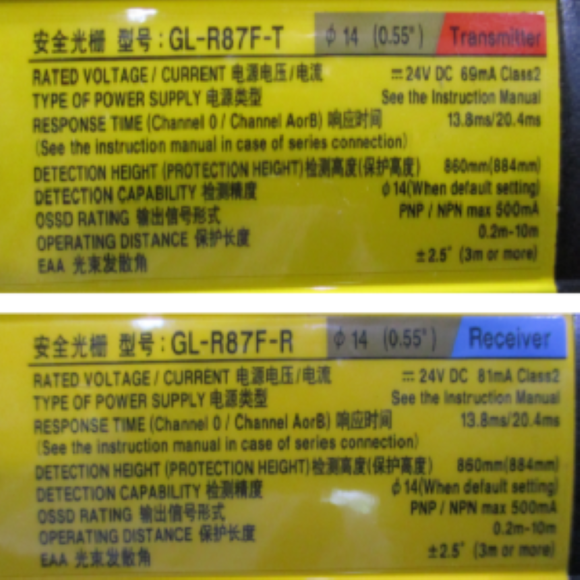 安全光栅 型号：GL-R87F-T ϕ14 (0.55") Transmitter
RATED VOLTAGE / CURRENT 电源电压/电流 ⎓24V DC 69mA Class2
TYPE OF POWER SUPPLY 电源类型 See the Instruction Manual
RESPONSE TIME (Channel 0 / Channel AorB) 响应时间 13.8ms/20.4ms
(See the instruction manual in case of series connection)
DETECTION HEIGHT (PROTECTION HEIGHT)检测高度(保护高度) 860mm(884mm)
DETECTION CAPABILITY 检测精度 ϕ14(When default setting)
OSSD RATING 输出信号形式 PNP / NPN max 500mA
OPERATING DISTANCE 保护长度 0.2m-10m
EAA 光束发散角 ±2.5° (3m or more)
安全光栅 型号：GL-R87F-R ϕ14 (0.55") Receiver
RATED VOLTAGE / CURRENT 电源电压/电流 ⎓24V DC 81mA Class2
TYPE OF POWER SUPPLY 电源类型 See the Instruction Manual
RESPONSE TIME (Channel 0 / Channel AorB) 响应时间 13.8ms/20.4ms
(See the instruction manual in case of series connection)
DETECTION HEIGHT (PROTECTION HEIGHT)检测高度(保护高度) 860mm(884mm)
DETECTION CAPABILITY 检测精度 ϕ14(When default setting)
OSSD RATING 输出信号形式 PNP / NPN max 500mA
OPERATING DISTANCE 保护长度 0.2m-10m
EAA 光束发散角 ±2.5° (3m or more)